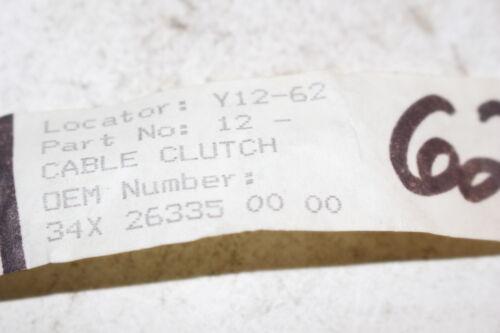 Locator: Y12-62
Part No: 12 -
CABLE CLUTCH
OEM Number:
34X 26335 00 00